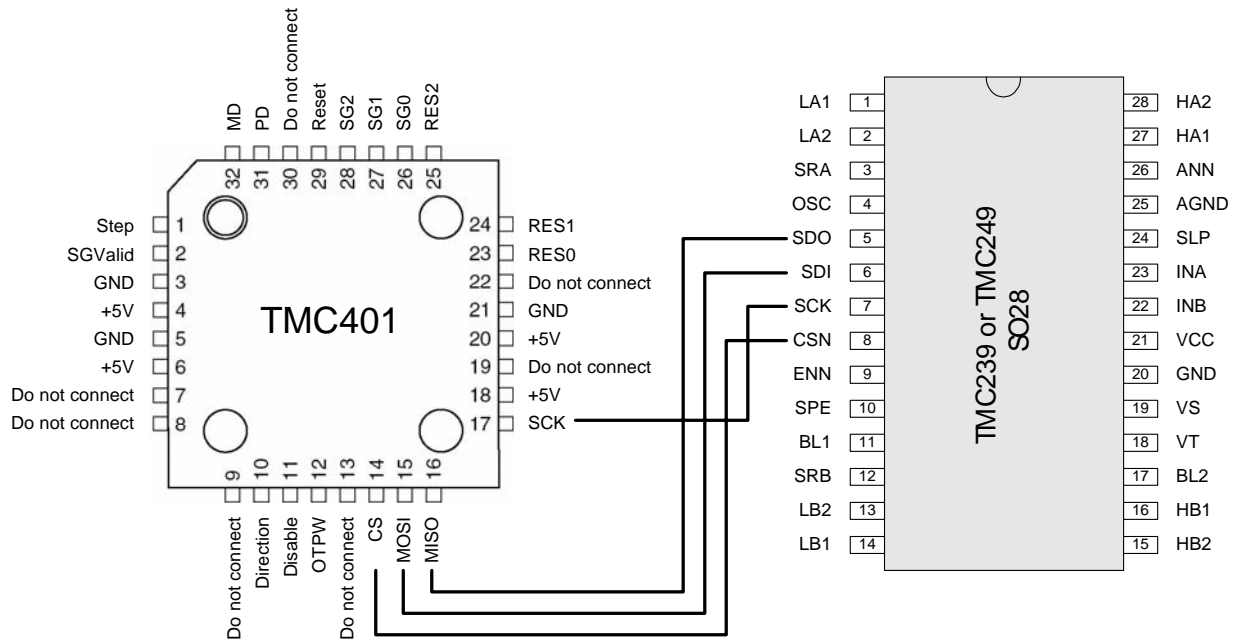 MD
PD
Do not connect
Reset
SG2
SG1
SG0
RES2
32
31
30
29
28
27
26
25
Step 1
SGValid 2
GND 3
+5V 4
GND 5
+5V 6
Do not connect 7
Do not connect 8
TMC401
24 RES1
23 RES0
22 Do not connect
21 GND
20 +5V
19 Do not connect
18 +5V
17 SCK
9
10
11
12
13
14
15
16
Do not connect
Direction
Disable
OTPW
Do not connect
CS
MOSI
MISO
LA1 1
LA2 2
SRA 3
OSC 4
SDO 5
SDI 6
SCK 7
CSN 8
ENN 9
SPE 10
BL1 11
SRB 12
LB2 13
LB1 14
TMC239 or TMC249
SO28
28 HA2
27 HA1
26 ANN
25 AGND
24 SLP
23 INA
22 INB
21 VCC
20 GND
19 VS
18 VT
17 BL2
16 HB1
15 HB2